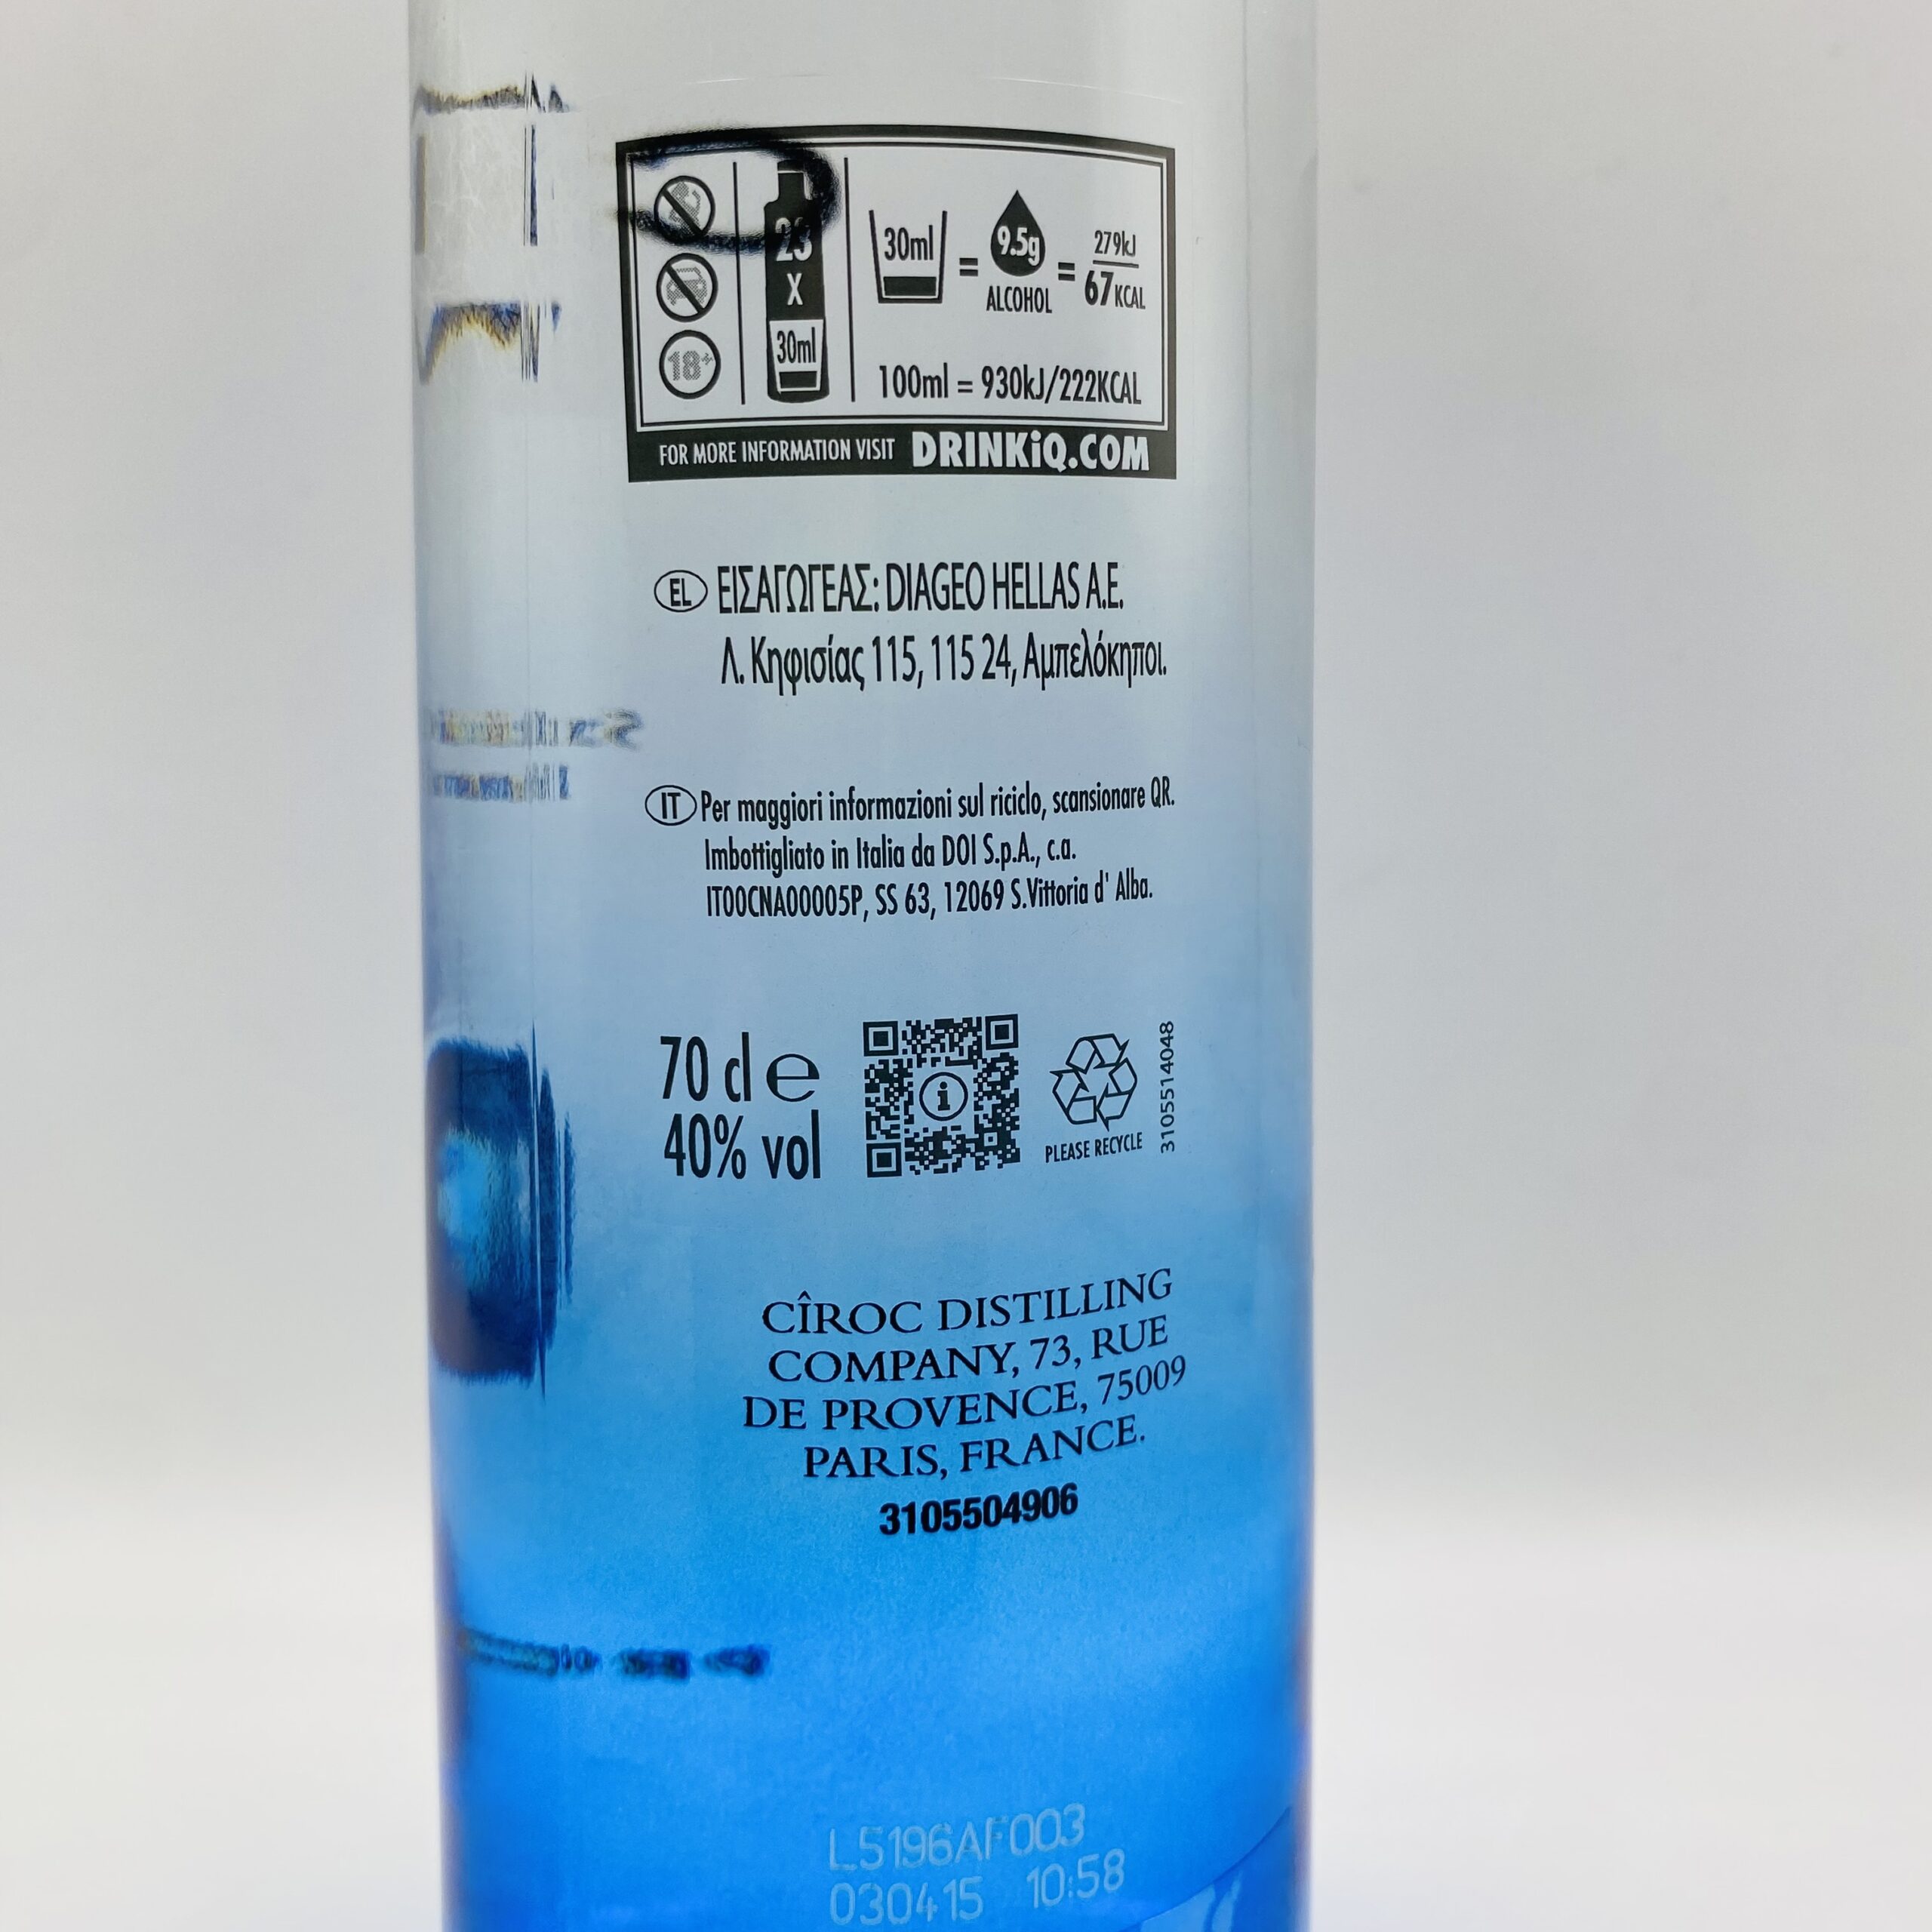 23
X
30ml
18+
30ml = 9.5g = 279kJ
ALCOHOL 67KCAL
100ml = 930kJ/222KCAL
FOR MORE INFORMATION VISIT DRINKiQ.COM
EL ΕΙΣΑΓΩΓΕΑΣ: DIAGEO HELLAS A.E.
Λ. Κηφισίας 115, 115 24, Αμπελόκηποι.
IT Per maggiori informazioni sul riciclo, scansionare QR.
Imbottigliato in Italia da DOI S.p.A., c.a.
IT00CNA00005P, SS 63, 12069 S.Vittoria d' Alba.
70 cl e
40% vol
PLEASE RECYCLE
3105514048
CÎROC DISTILLING
COMPANY, 73, RUE
DE PROVENCE, 75009
PARIS, FRANCE.
3105504906
L5196AF003
030415 10:58